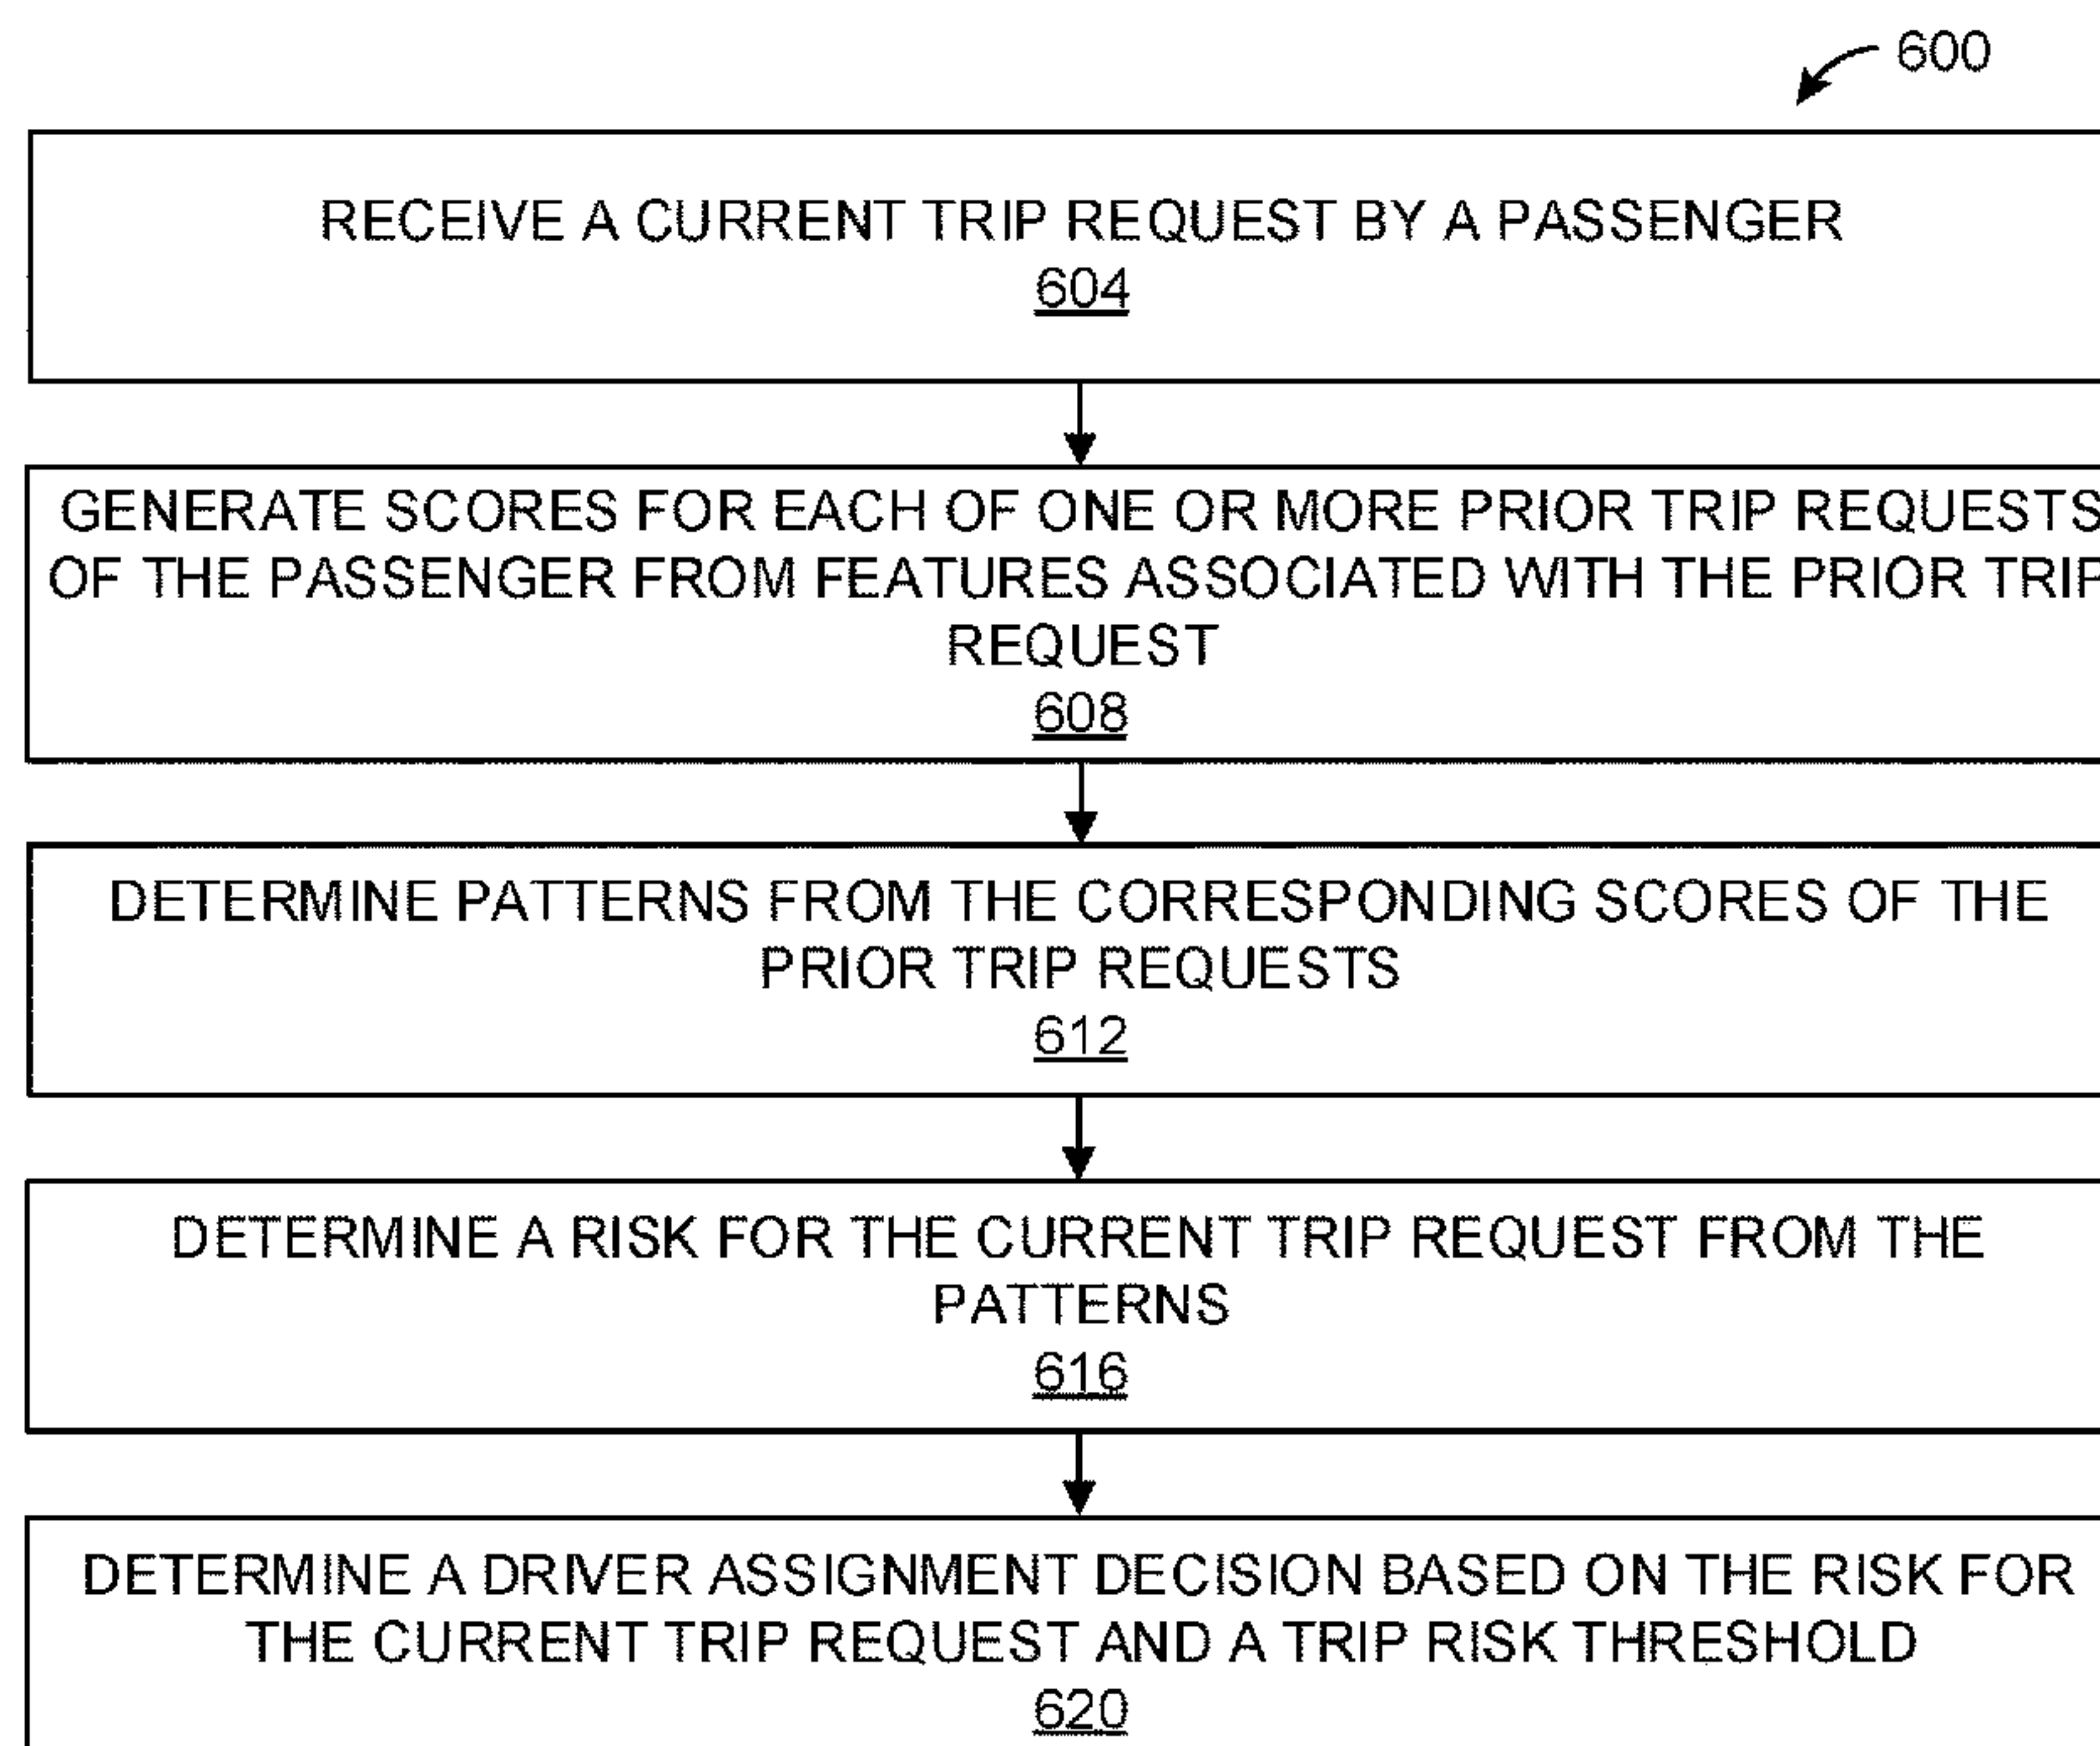 600
RECEIVE A CURRENT TRIP REQUEST BY A PASSENGER
604
GENERATE SCORES FOR EACH OF ONE OR MORE PRIOR TRIP REQUESTS
OF THE PASSENGER FROM FEATURES ASSOCIATED WITH THE PRIOR TRIP
REQUEST
608
DETERMINE PATTERNS FROM THE CORRESPONDING SCORES OF THE
PRIOR TRIP REQUESTS
612
DETERMINE A RISK FOR THE CURRENT TRIP REQUEST FROM THE
PATTERNS
616
DETERMINE A DRIVER ASSIGNMENT DECISION BASED ON THE RISK FOR
THE CURRENT TRIP REQUEST AND A TRIP RISK THRESHOLD
620